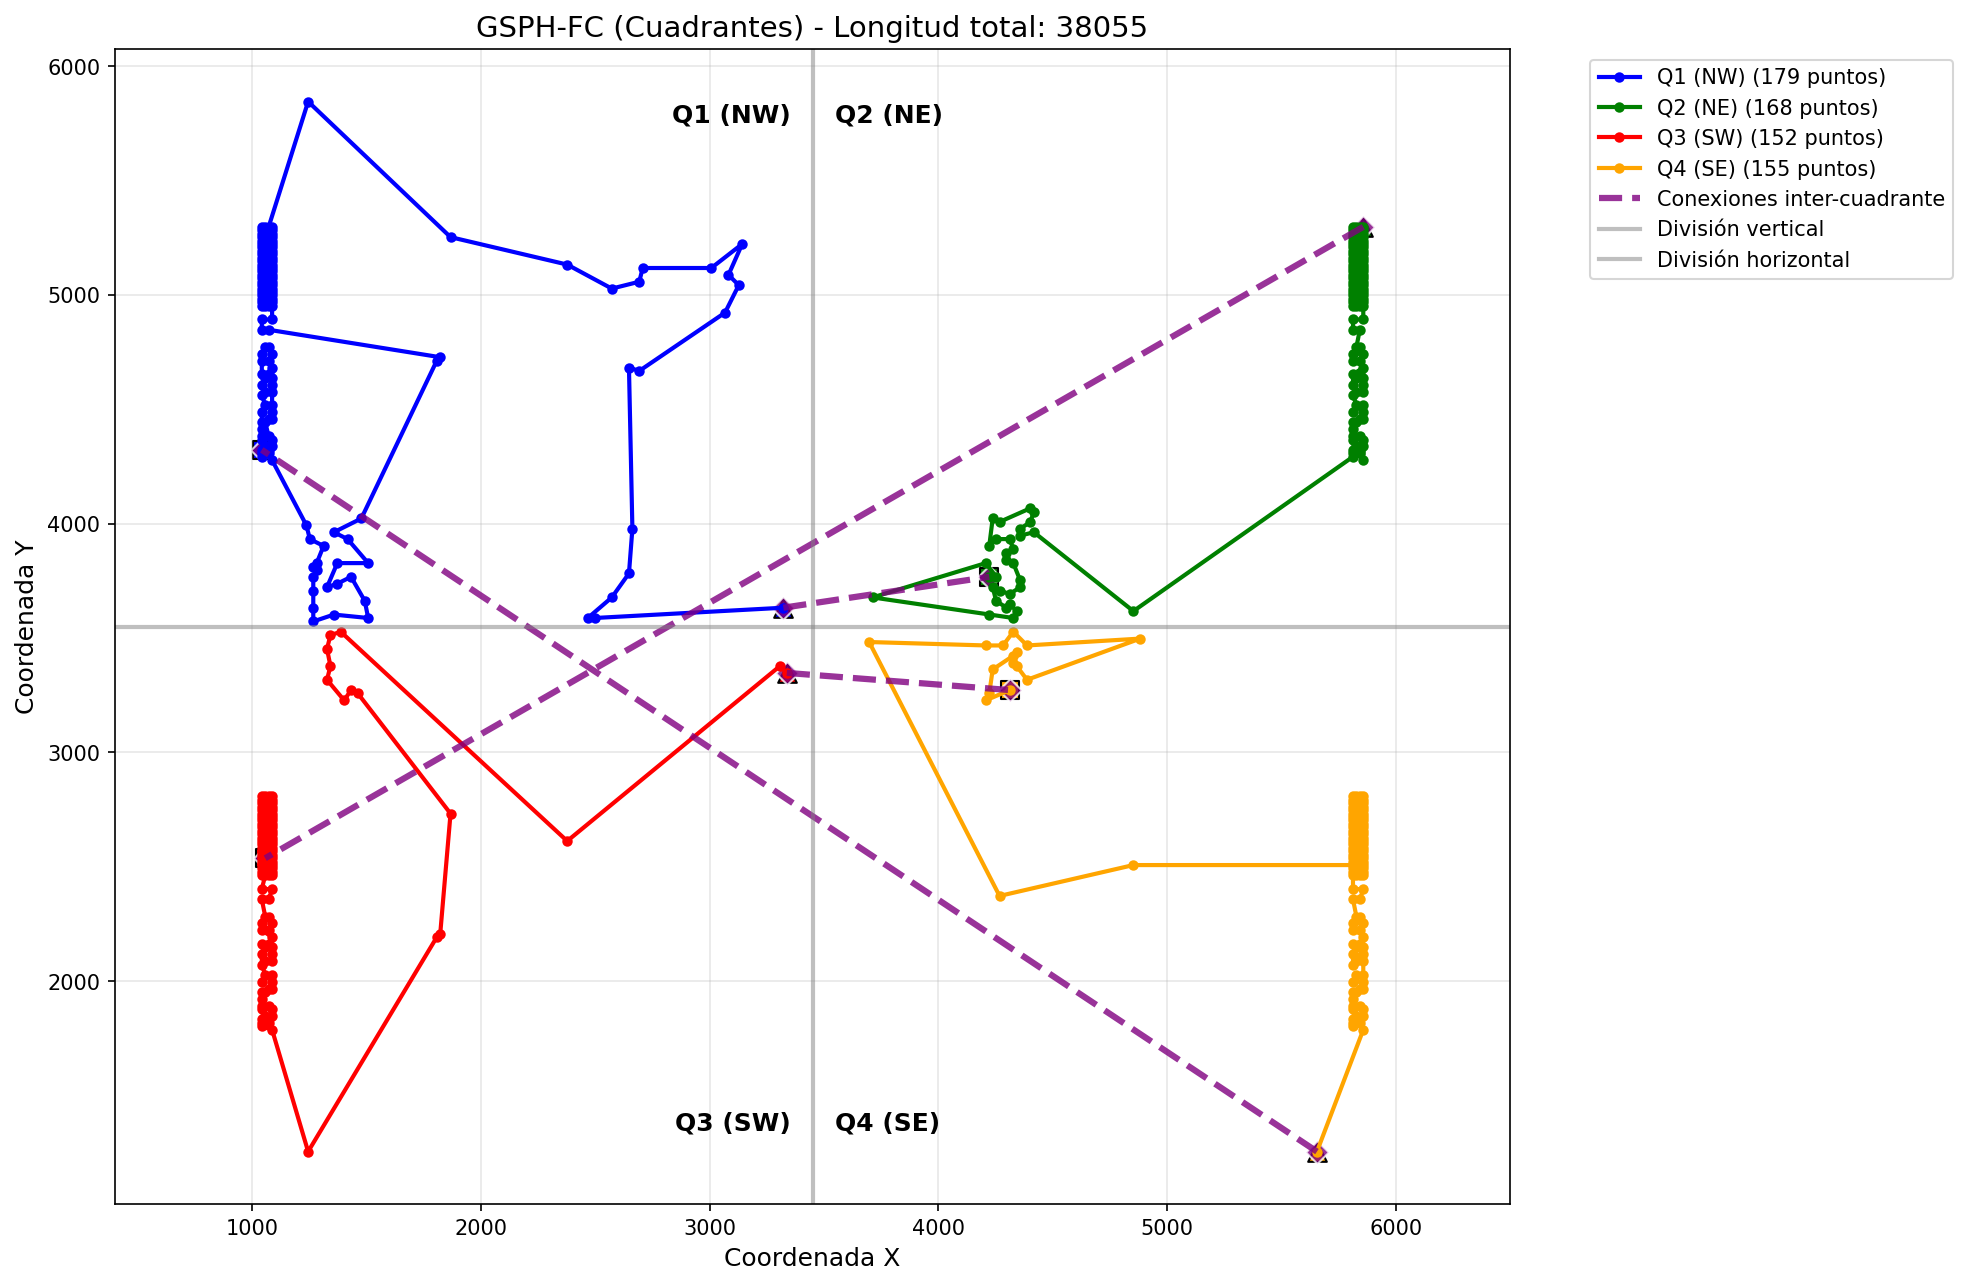 GSPH-FC (Cuadrantes) - Longitud total: 38055
Q1 (NW)
Q2 (NE)
Q3 (SW)
Q4 (SE)
Q1 (NW) (179 puntos)
Q2 (NE) (168 puntos)
Q3 (SW) (152 puntos)
Q4 (SE) (155 puntos)
Conexiones inter-cuadrante
División vertical
División horizontal
Coordenada Y
6000
5000
4000
3000
2000
1000
2000
3000
4000
5000
6000
Coordenada X